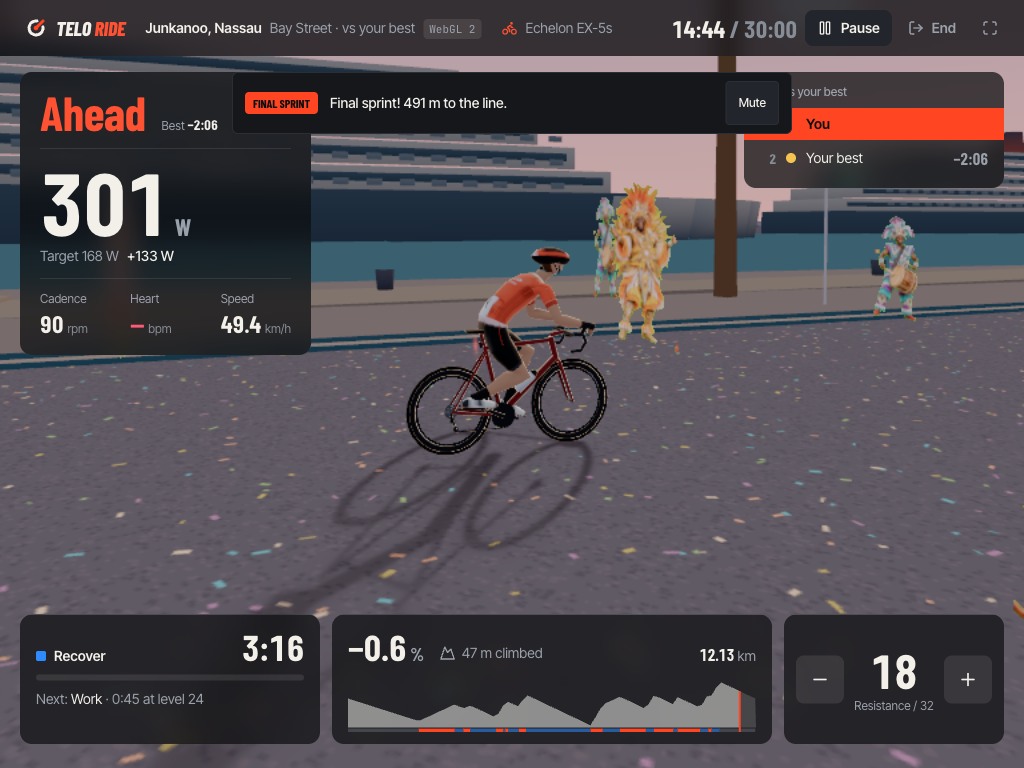 TELO RIDE
Junkanoo, Nassau Bay Street · vs your best WebGL 2 Echelon EX-5s 14:44 / 30:00 Pause End
Ahead Best −2:06
FINAL SPRINT Final sprint! 491 m to the line. Mute
s your best
You
2 Your best −2:06
301 W
Target 168 W +133 W
Cadence Heart Speed
90 rpm – bpm 49.4 km/h
Recover 3:16
Next: Work · 0:45 at level 24
−0.6 % 47 m climbed 12.13 km
− 18 +
Resistance / 32